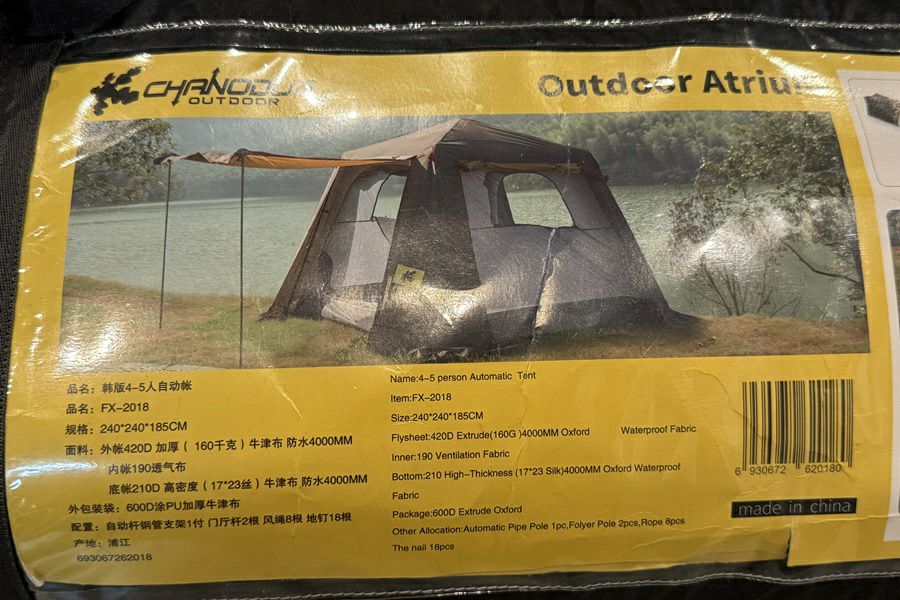 CHANODUG
OUTDOOR
Outdoor Atrium
品名：韩版4-5人自动帐
品名：FX-2018
规格：240*240*185CM
面料：外帐420D 加厚（ 160千克）牛津布 防水4000MM
内帐190透气布
底帐210D 高密度（17*23丝）牛津布 防水4000MM
外包装袋：600D涂PU加厚牛津布
配置：自动杆钢管支架1付 门厅杆2根 风绳8根 地钉18根
产地：浦江
693067262018
Name:4-5 person Automatic Tent
Item:FX-2018
Size:240*240*185CM
Flysheet:420D Extrude(160G )4000MM Oxford Waterproof Fabric
Inner:190 Ventilation Fabric
Bottom:210 High-Thickness (17*23 Silk)4000MM Oxford Waterproof
Fabric
Package:600D Extrude Oxford
Other Allocation:Automatic Pipe Pole 1po,Folyer Pole 2pcs,Rope 8pcs
The nail 18pcs
6 930672 620180
made in china